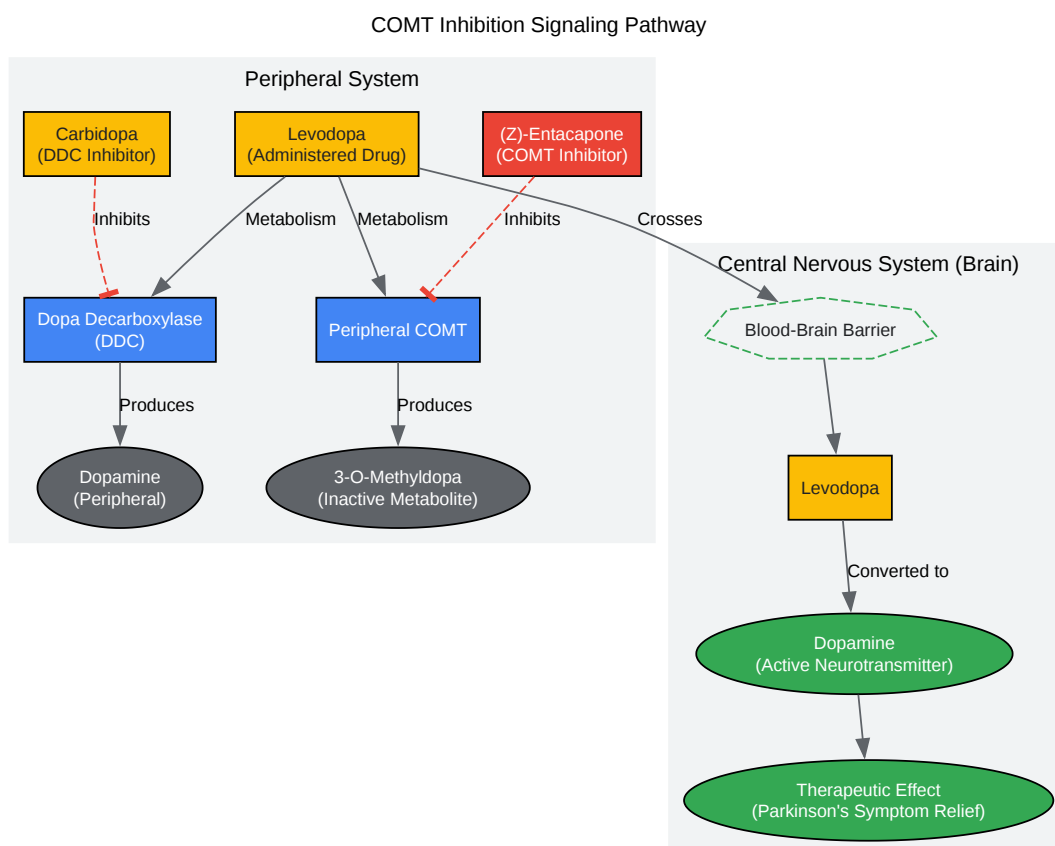 COMT Inhibition Signaling Pathway
Peripheral System
Carbidopa
(DDC Inhibitor)
Levodopa
(Administered Drug)
(Z)-Entacapone
(COMT Inhibitor)
Inhibits
Metabolism
Metabolism
Inhibits
Crosses
Central Nervous System (Brain)
Dopa Decarboxylase
(DDC)
Peripheral COMT
Blood-Brain Barrier
Produces
Produces
Dopamine
(Peripheral)
3-O-Methyldopa
(Inactive Metabolite)
Levodopa
Converted to
Dopamine
(Active Neurotransmitter)
Therapeutic Effect
(Parkinson's Symptom Relief)